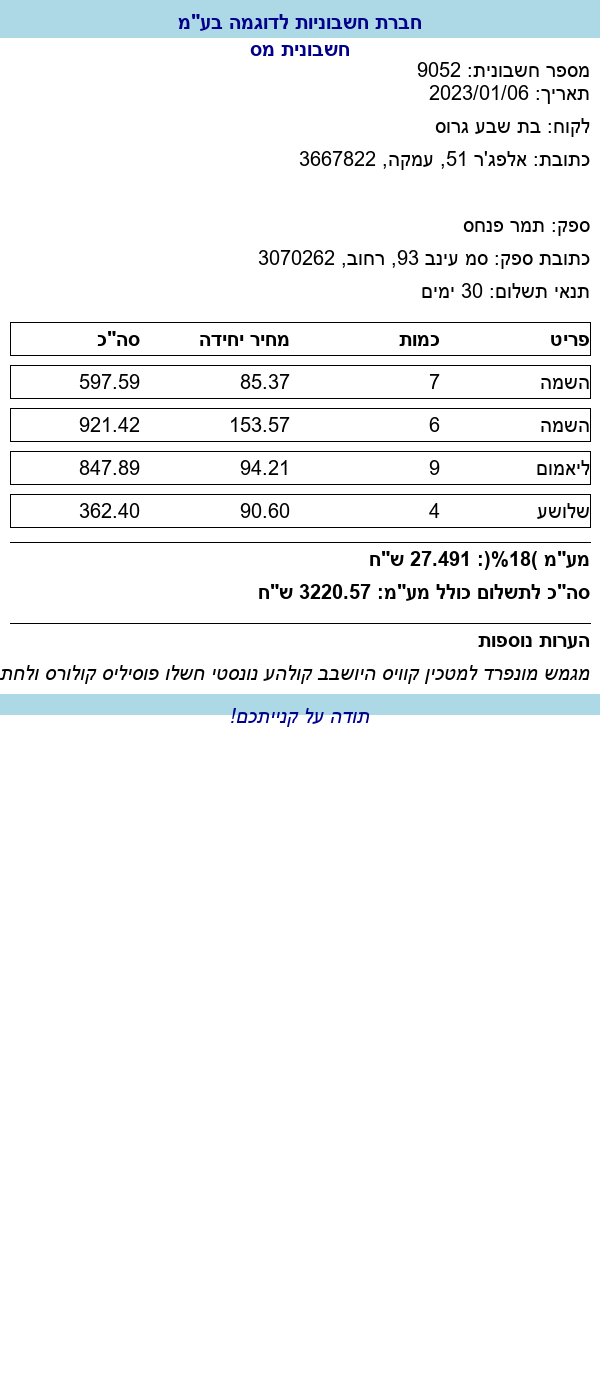 חברת חשבוניות לדוגמה בע"מ
חשבונית מס
מספר חשבונית: 9052
תאריך: 2023/01/06
לקוח: בת שבע גרוס
כתובת: אלפג'ר 51, עמקה, 3667822
ספק: תמר פנחס
כתובת ספק: סמ עינב 93, רחוב, 3070262
תנאי תשלום: 30 ימים
פריט כמות מחיר יחידה סה"כ
השמה 7 85.37 597.59
השמה 6 153.57 921.42
ליאמום 9 94.21 847.89
שלושע 4 90.60 362.40
מע"מ )18%(: 27.491 ש"ח
סה"כ לתשלום כולל מע"מ: 3220.57 ש"ח
הערות נוספות
מגמש מונפרד למטכין קוויס היושבב קולהע נונסטי חשלו פוסיליס קולורס ולחת
תודה על קנייתכם!